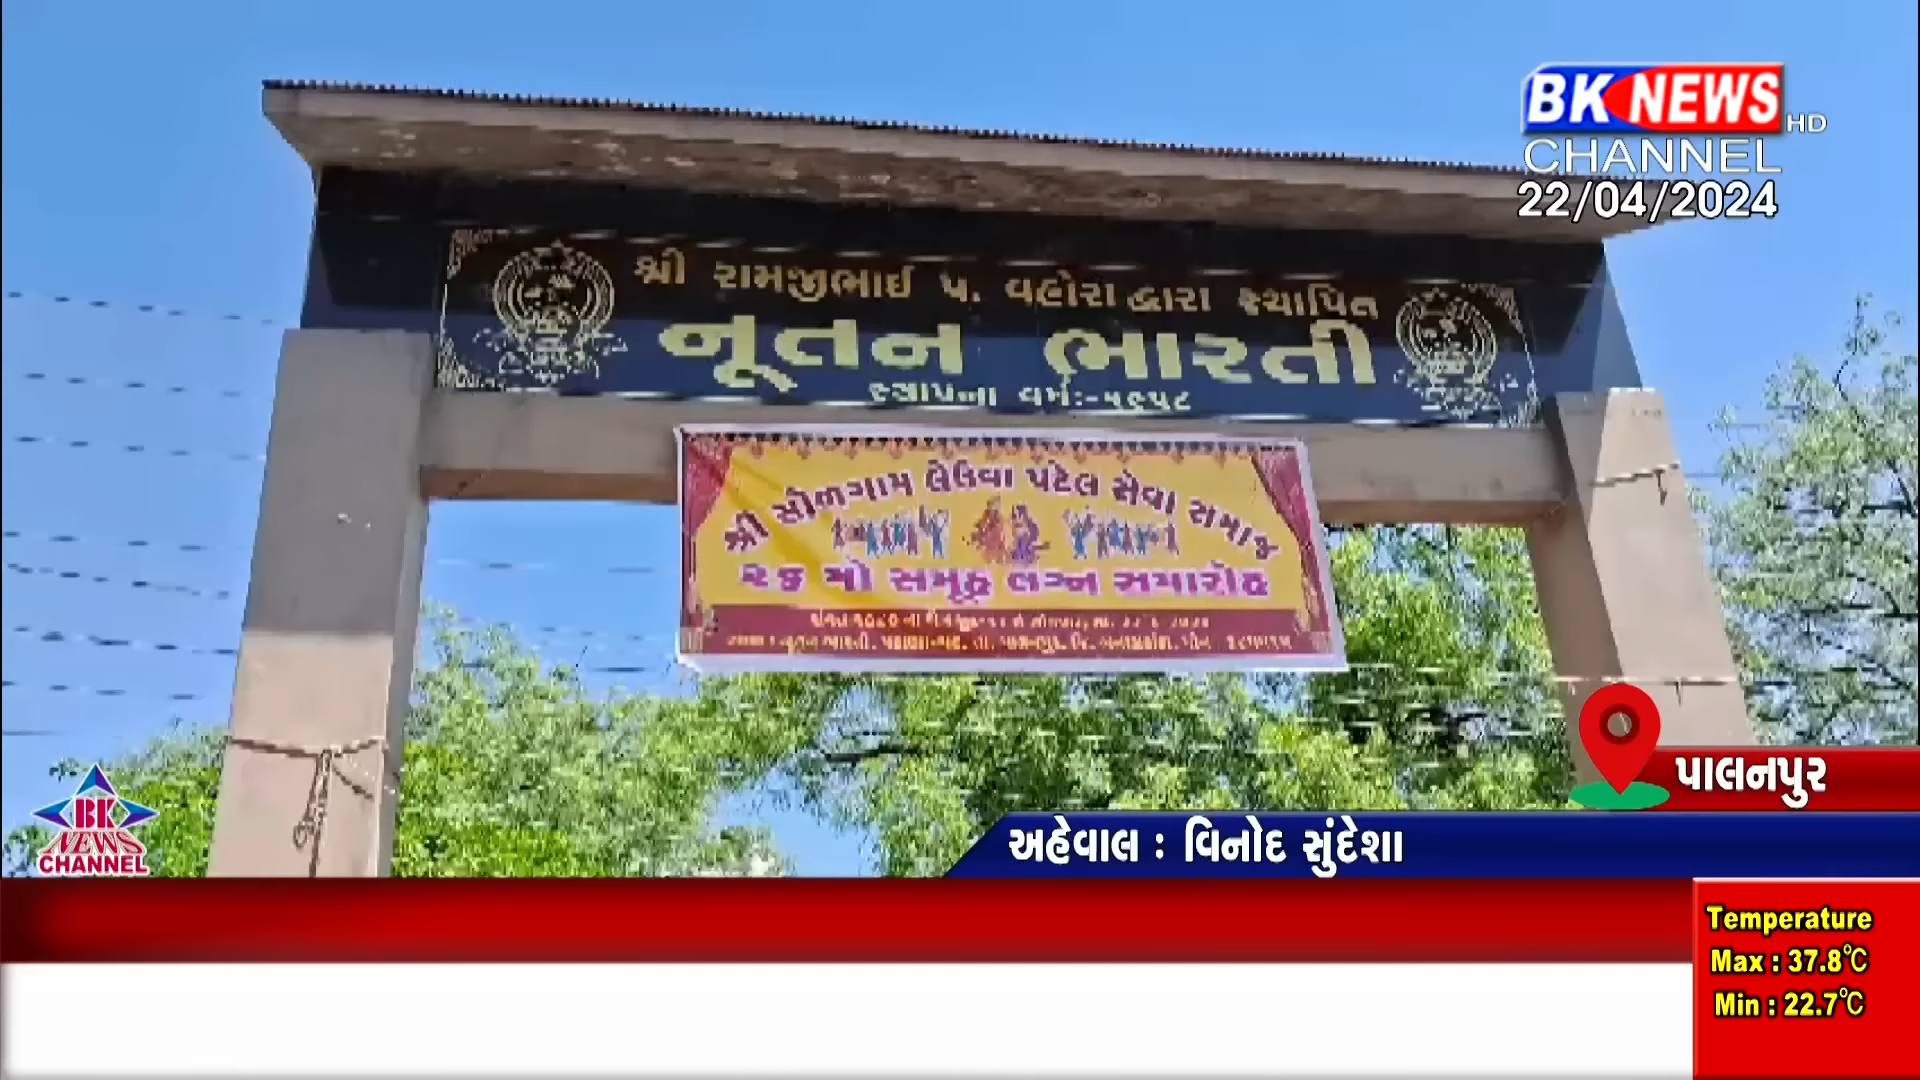 BK NEWS HD
CHANNEL
22/04/2024
શ્રી રામજીભાઈ પ. વહોરા દ્વારા સ્થાપિત
નૂતન ભારતી
સ્થાપના વર્ષ:-૧૯૫૮
શ્રી સોળગામ લેઉવા પટેલ સેવા સમાજ
૨૬ મો સમૂહ લગ્ન સમારોહ
પાલનપુર
BK NEWS CHANNEL
અહેવાલ : વિનોદ સુંદેશા
Temperature
Max : 37.8°C
Min : 22.7°C